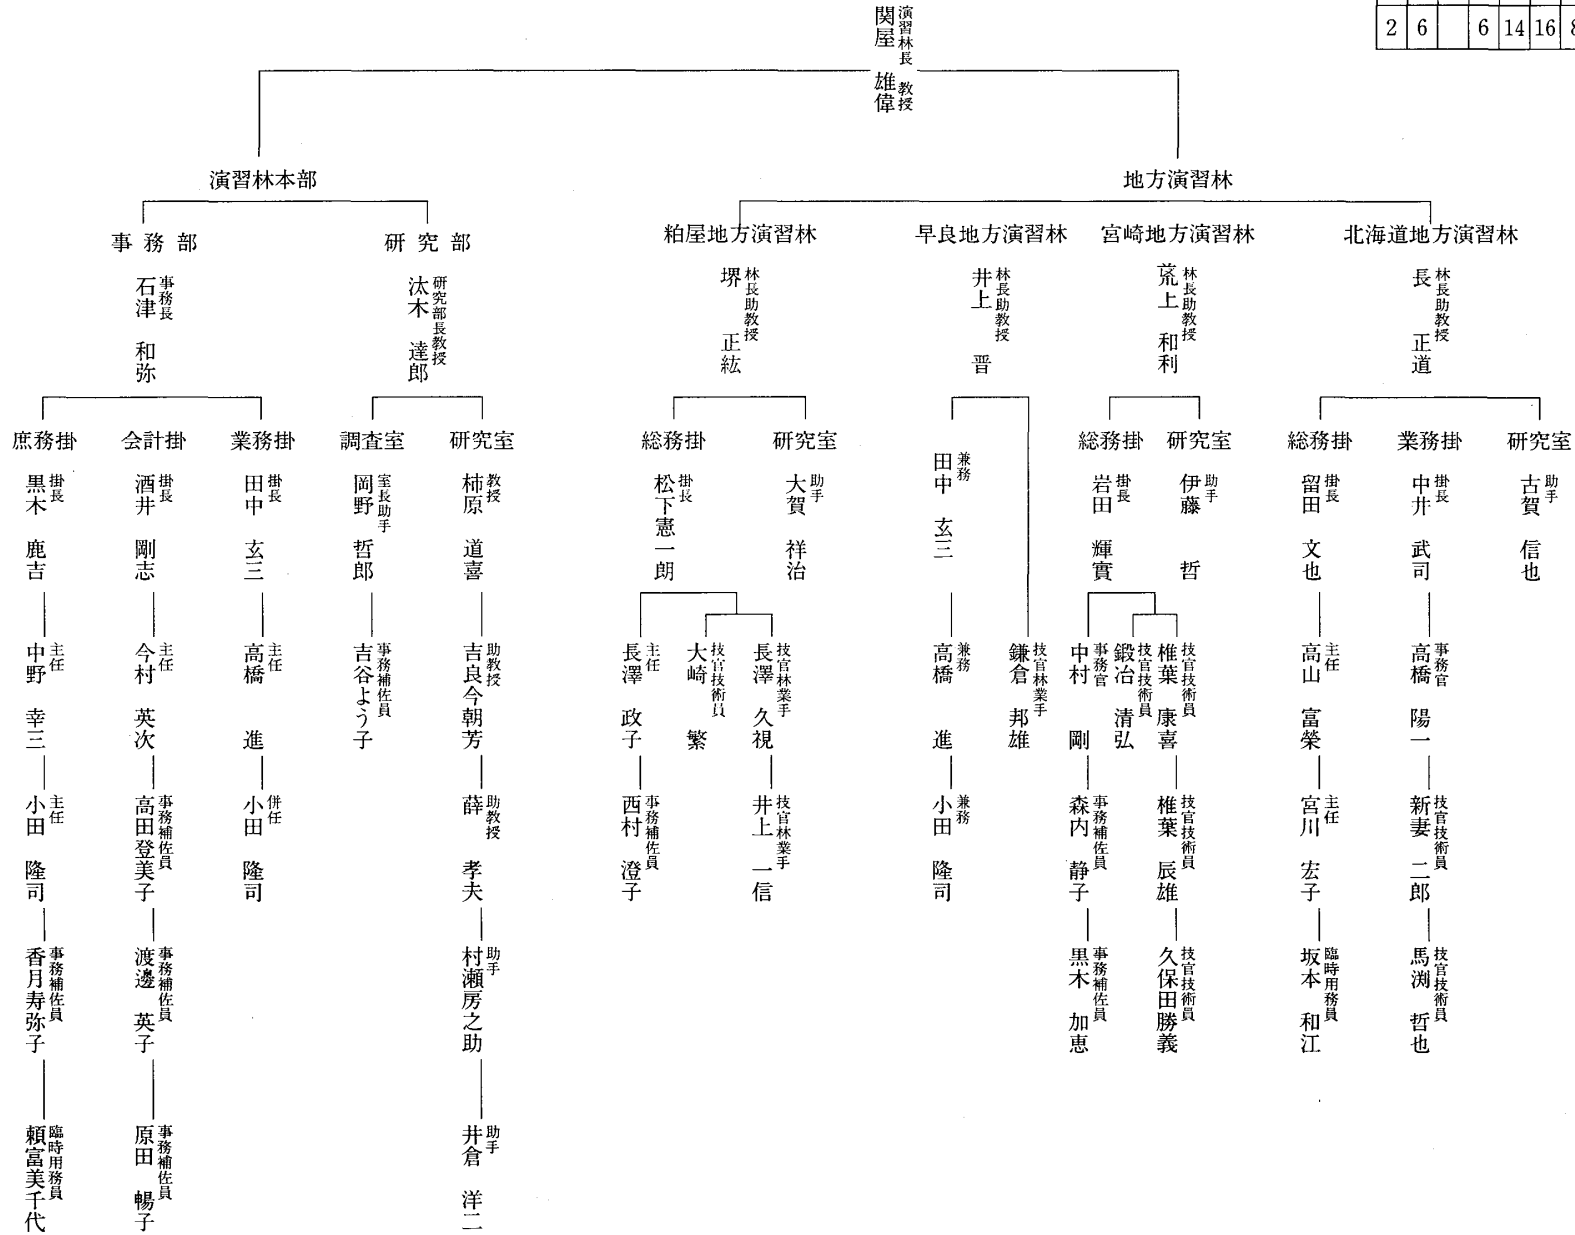 2 6 6 14 16 8
演習林長 教授
関屋 雄偉
演習林本部
地方演習林
事務部
研究部
粕屋地方演習林
早良地方演習林
宮崎地方演習林
北海道地方演習林
事務長
石津 和弥
研究部長教授
汰木 達郎
林長助教授
堺 正紘
林長助教授
井上 晋
林長助教授
荒上 和利
林長助教授
長 正道
庶務掛
掛長
黒木 鹿吉
主任
中野 幸三
主任
小田 隆司
事務補佐員
香月寿弥子
臨時用務員
頼富美千代
会計掛
掛長
酒井 剛志
主任
今村 英次
事務補佐員
高田登美子
事務補佐員
渡邊 英子
事務補佐員
原田 暢子
業務掛
掛長
田中 玄三
主任
高橋 進
併任
小田 隆司
調査室
室長助手
岡野 哲郎
事務補佐員
吉谷よう子
研究室
教授
柿原 道喜
助教授
吉良今朝芳
助教授
薛 孝夫
助手
村瀬房之助
助手
井倉 洋二
総務掛
掛長
松下憲一朗
主任
長澤 政子
事務補佐員
西村 澄子
技官技術員
大崎 繁
技官林業手
長澤 久視
技官林業手
井上 一信
研究室
助手
大賀 祥治
兼務
田中 玄三
兼務
高橋 進
兼務
小田 隆司
技官林業手
鎌倉 邦雄
総務掛
掛長
岩田 輝實
事務官
中村 剛
事務補佐員
森内 静子
事務補佐員
黒木 加恵
技官技術員
鍛冶 清弘
技官技術員
椎葉 康喜
技官技術員
椎葉 辰雄
技官技術員
久保田勝義
研究室
助手
伊藤 哲
総務掛
掛長
留田 文也
主任
高山 富榮
主任
宮川 宏子
臨時用務員
坂本 和江
業務掛
掛長
中井 武司
事務官
高橋 陽一
技官技術員
新妻 二郎
技官技術員
馬渕 哲也
研究室
助手
古賀 信也